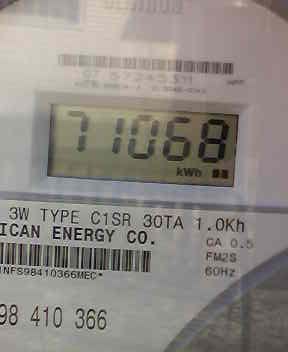 71068
kWh
3W TYPE C1SR 30TA 1.0Kh
ICAN ENERGY CO.
CA 0.5
FM2S
60Hz
NFS98410366MEC*
98 410 366